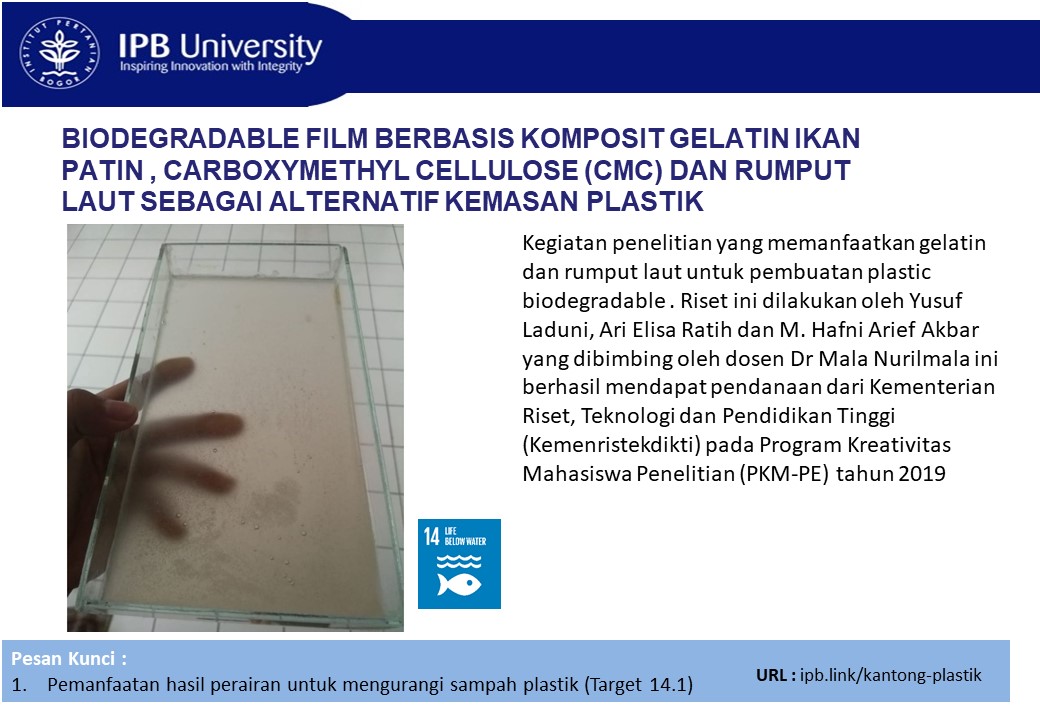 INSTITUT PERTANIAN BOGOR
IPB University
Inspiring Innovation with Integrity
BIODEGRADABLE FILM BERBASIS KOMPOSIT GELATIN IKAN
PATIN , CARBOXYMETHYL CELLULOSE (CMC) DAN RUMPUT
LAUT SEBAGAI ALTERNATIF KEMASAN PLASTIK
Kegiatan penelitian yang memanfaatkan gelatin
dan rumput laut untuk pembuatan plastic
biodegradable . Riset ini dilakukan oleh Yusuf
Laduni, Ari Elisa Ratih dan M. Hafni Arief Akbar
yang dibimbing oleh dosen Dr Mala Nurilmala ini
berhasil mendapat pendanaan dari Kementerian
Riset, Teknologi dan Pendidikan Tinggi
(Kemenristekdikti) pada Program Kreativitas
Mahasiswa Penelitian (PKM-PE) tahun 2019
14 LIFE
BELOW WATER
Pesan Kunci :
1. Pemanfaatan hasil perairan untuk mengurangi sampah plastik (Target 14.1)
URL : ipb.link/kantong-plastik